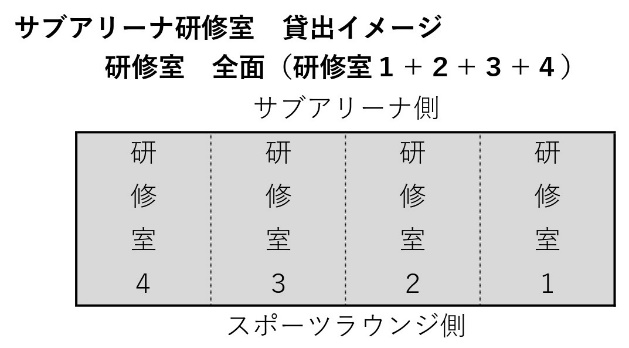 サブアリーナ研修室　貸出イメージ
研修室　全面（研修室１＋２＋３＋４）
サブアリーナ側
研修室4
研修室3
研修室2
研修室1
スポーツラウンジ側